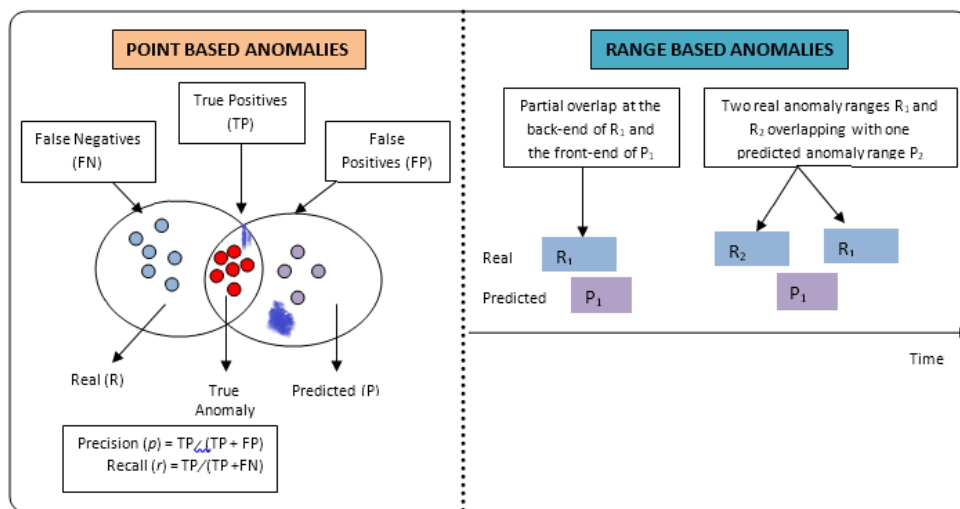 POINT BASED ANOMALIES
True Positives
(TP)
False Negatives
(FN)
False
Positives (FP)
Real (R)
True
Anomaly
Predicted (P)
Precision (p) = TP/(TP + FP)
Recall (r) = TP/(TP +FN)
RANGE BASED ANOMALIES
Partial overlap at the
back-end of R₁ and
the front-end of P₁
Two real anomaly ranges R₁ and
R₂ overlapping with one
predicted anomaly range P₂
Real
R₁
R₂
R₁
Predicted
P₁
P₁
Time